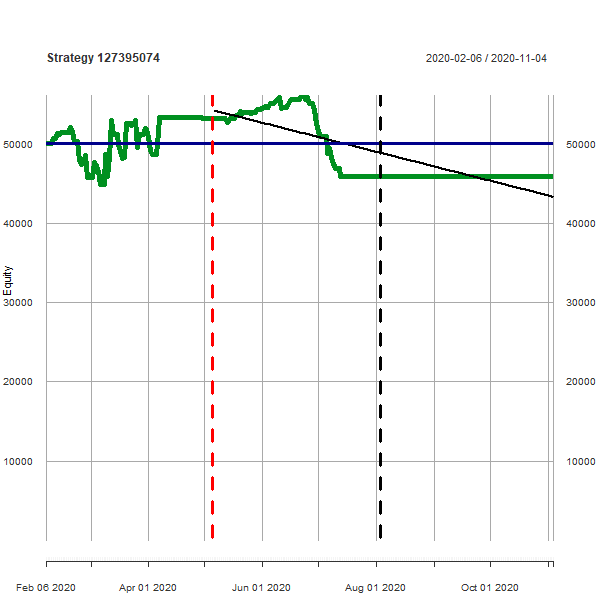 Strategy 127395074
2020-02-06 / 2020-11-04
50000
50000
40000
40000
Equity
30000
30000
20000
20000
10000
10000
Feb 06 2020
Apr 01 2020
Jun 01 2020
Aug 01 2020
Oct 01 2020